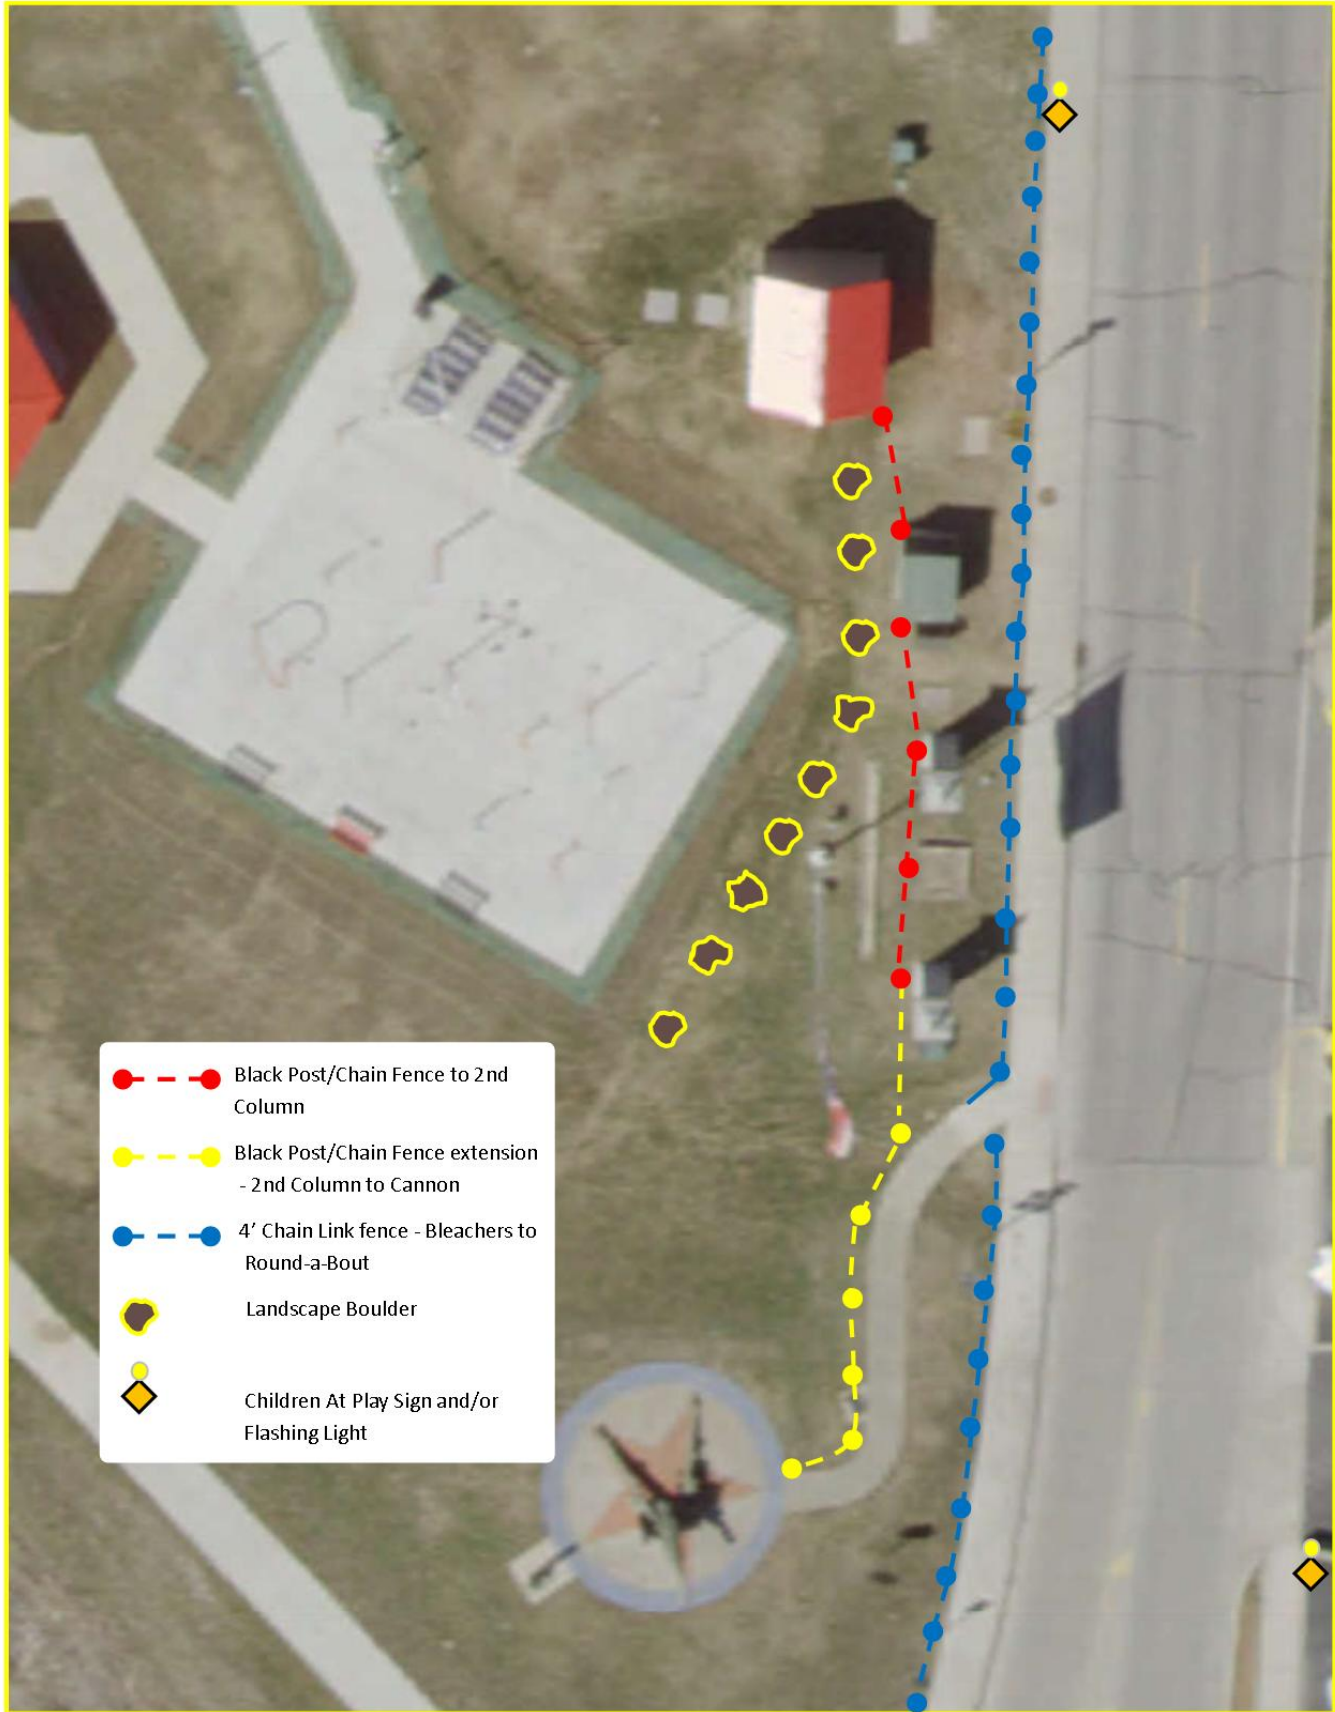 Black Post/Chain Fence to 2nd
Column
Black Post/Chain Fence extension
- 2nd Column to Cannon
4' Chain Link fence - Bleachers to
Round-a-Bout
Landscape Boulder
Children At Play Sign and/or
Flashing Light